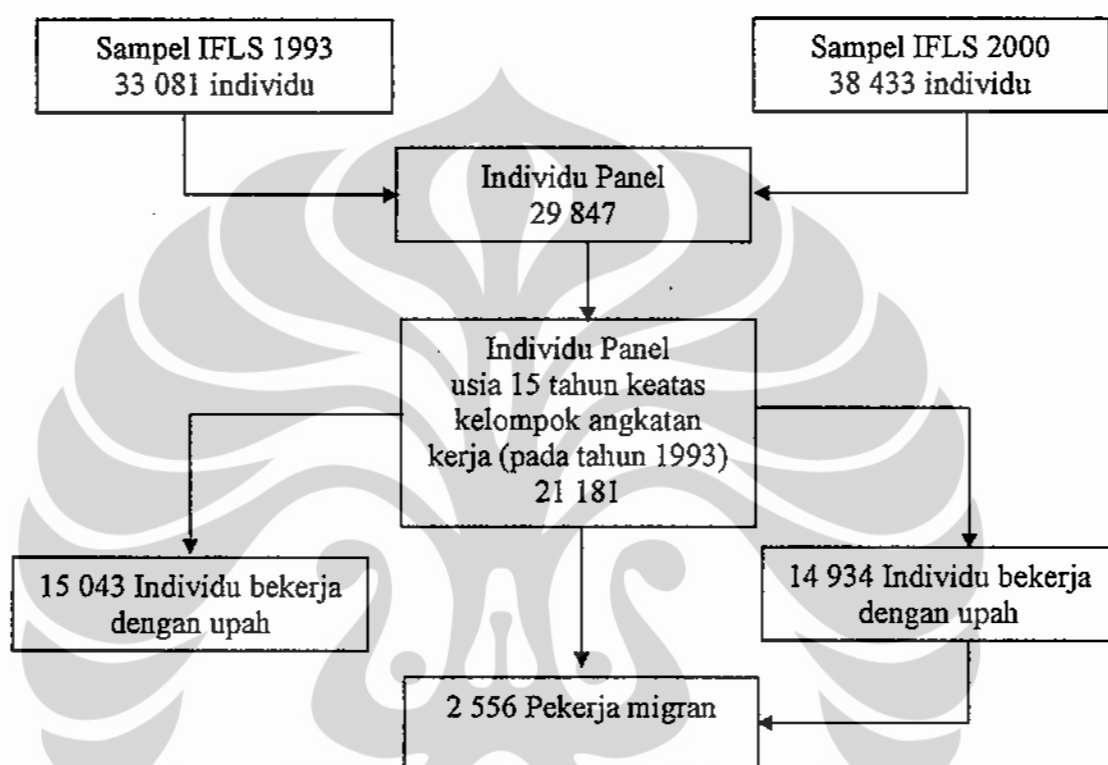 Sampel IFLS 1993
33 081 individu
Sampel IFLS 2000
38 433 individu
Individu Panel
29 847
Individu Panel
usia 15 tahun keatas
kelompok angkatan
kerja (pada tahun 1993)
21 181
15 043 Individu bekerja
dengan upah
14 934 Individu bekerja
dengan upah
2 556 Pekerja migran